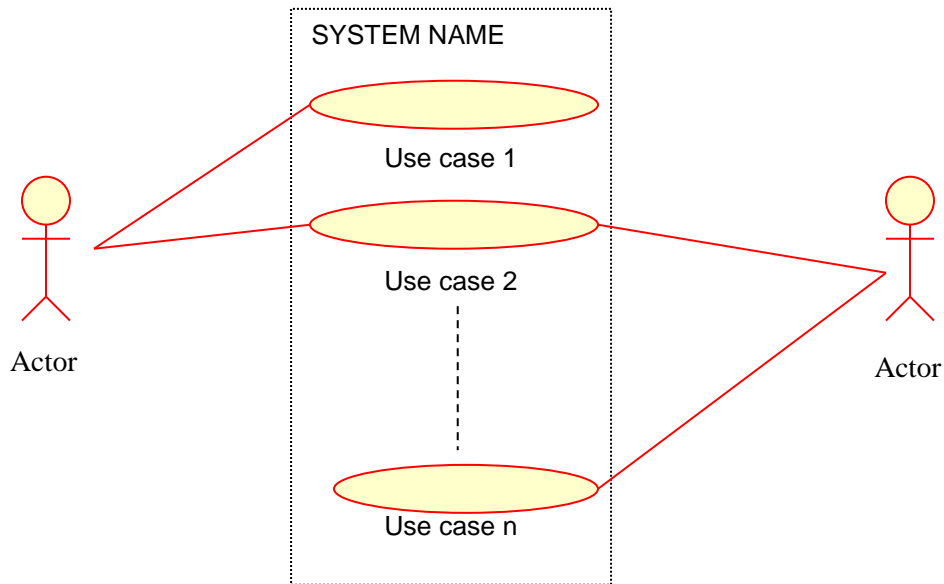 SYSTEM NAME
Use case 1
Use case 2
Actor
Actor
Use case n